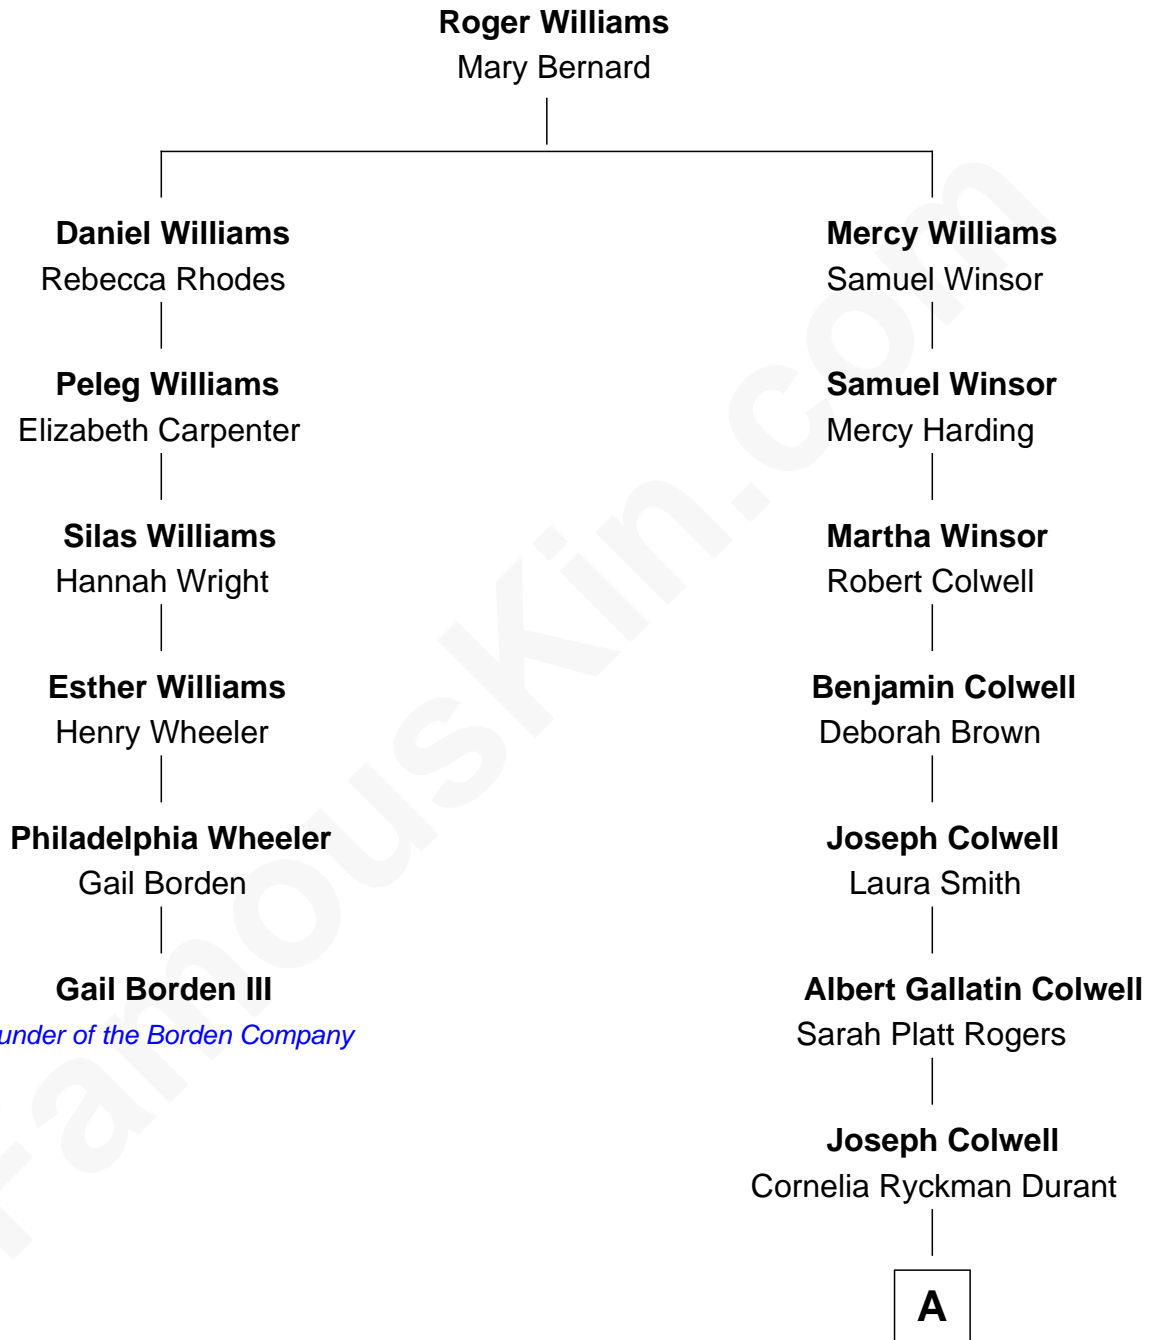 Roger Williams
Mary Bernard
Daniel Williams
Rebecca Rhodes
Mercy Williams
Samuel Winsor
Peleg Williams
Elizabeth Carpenter
Samuel Winsor
Mercy Harding
Silas Williams
Hannah Wright
Martha Winsor
Robert Colwell
Esther Williams
Henry Wheeler
Benjamin Colwell
Deborah Brown
Philadelphia Wheeler
Gail Borden
Joseph Colwell
Laura Smith
Gail Borden III
under of the Borden Company
Albert Gallatin Colwell
Sarah Platt Rogers
Joseph Colwell
Cornelia Ryckman Durant
A
FamousKin.com